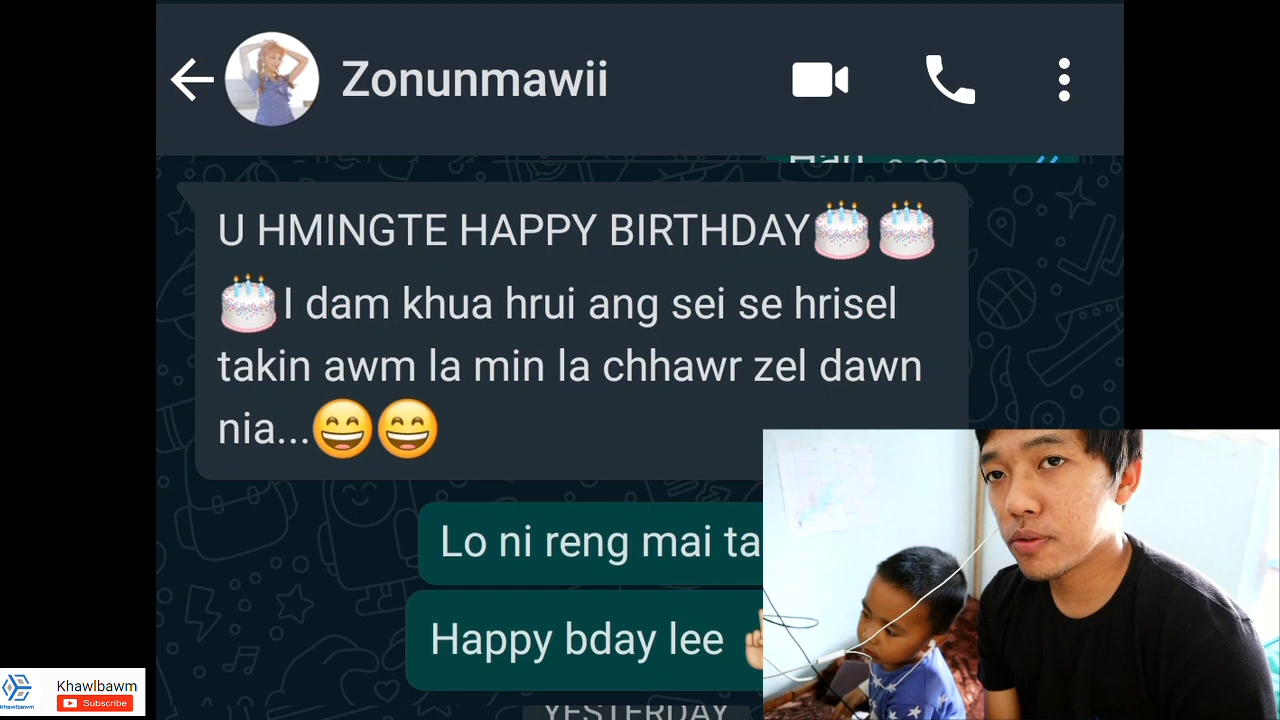 Zonunmawii
U HMINGTE HAPPY BIRTHDAY🎂🎂
🎂I dam khua hrui ang sei se hrisel
takin awm la min la chhawr zel dawn
nia...😄😄
Lo ni reng mai ta
Happy bday lee
YESTERDAY
Khawlbawm
Subscribe
Khawlbawm